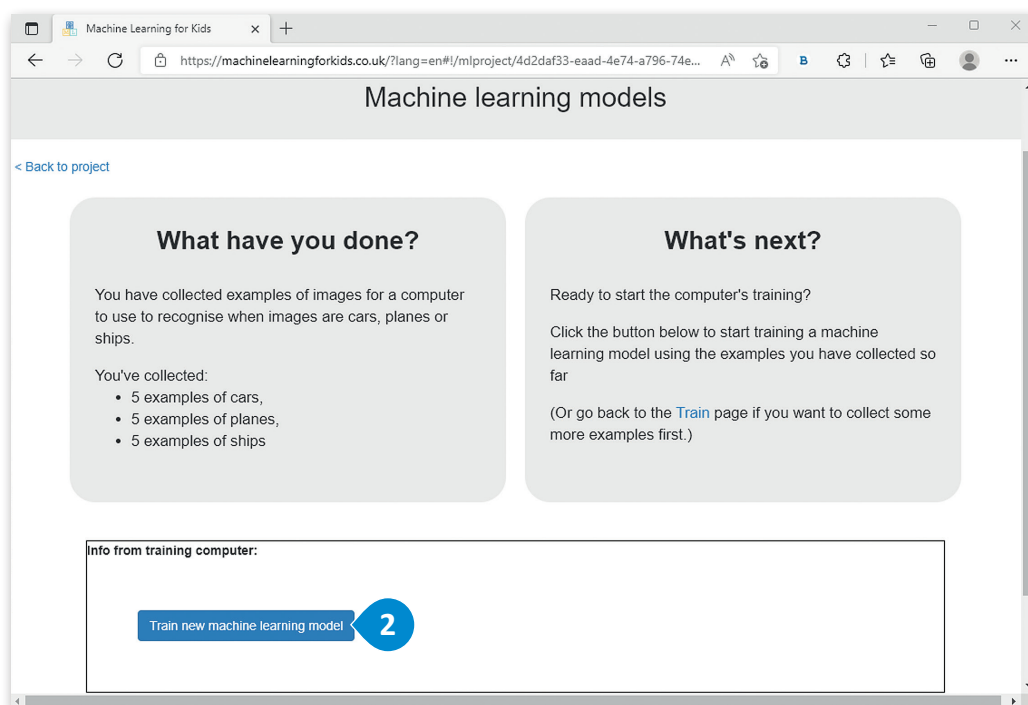 Machine Learning for Kids
https://machinelearningforkids.co.uk/?lang=en#!/mlproject/4d2daf33-eaad-4e74-a796-74e...
B
Machine learning models
< Back to project
What have you done?
You have collected examples of images for a computer
to use to recognise when images are cars, planes or
ships.
You've collected:
• 5 examples of cars,
• 5 examples of planes,
• 5 examples of ships
What's next?
Ready to start the computer's training?
Click the button below to start training a machine
learning model using the examples you have collected so
far
(Or go back to the Train page if you want to collect some
more examples first.)
Info from training computer:
Train new machine learning model
2